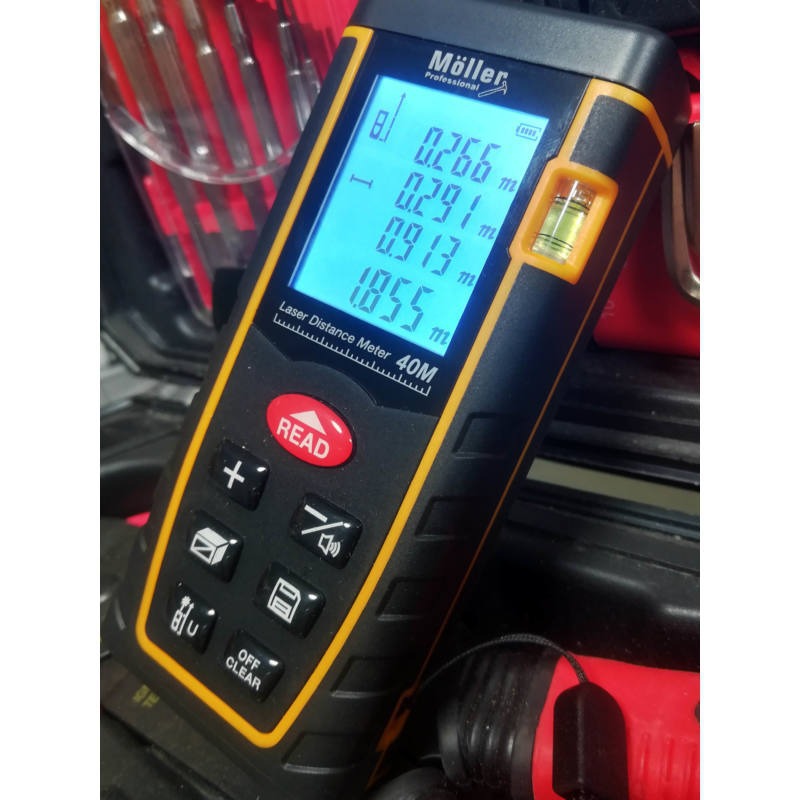 Möller
Professional
0.266 m
0.291 m
0.913 m
1.855 m
Laser Distance Meter 40M
READ
+
U
OFF
CLEAR